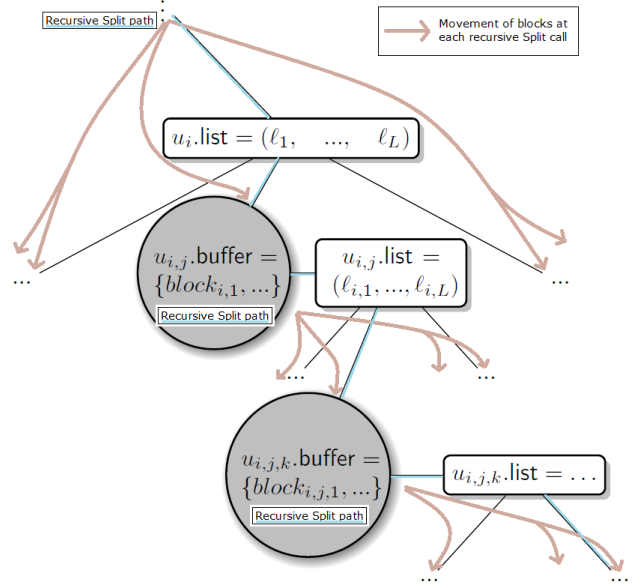 ⋮
Recursive Split path
Movement of blocks at
each recursive Split call
u_i.list = (ℓ_1, ..., ℓ_L)
... ...
u_{i,j}.buffer =
{block_{i,1}, ...}
Recursive Split path
u_{i,j}.list =
(ℓ_{i,1}, ..., ℓ_{i,L})
... ...
u_{i,j,k}.buffer =
{block_{i,j,1}, ...}
Recursive Split path
u_{i,j,k}.list = ...
... ...